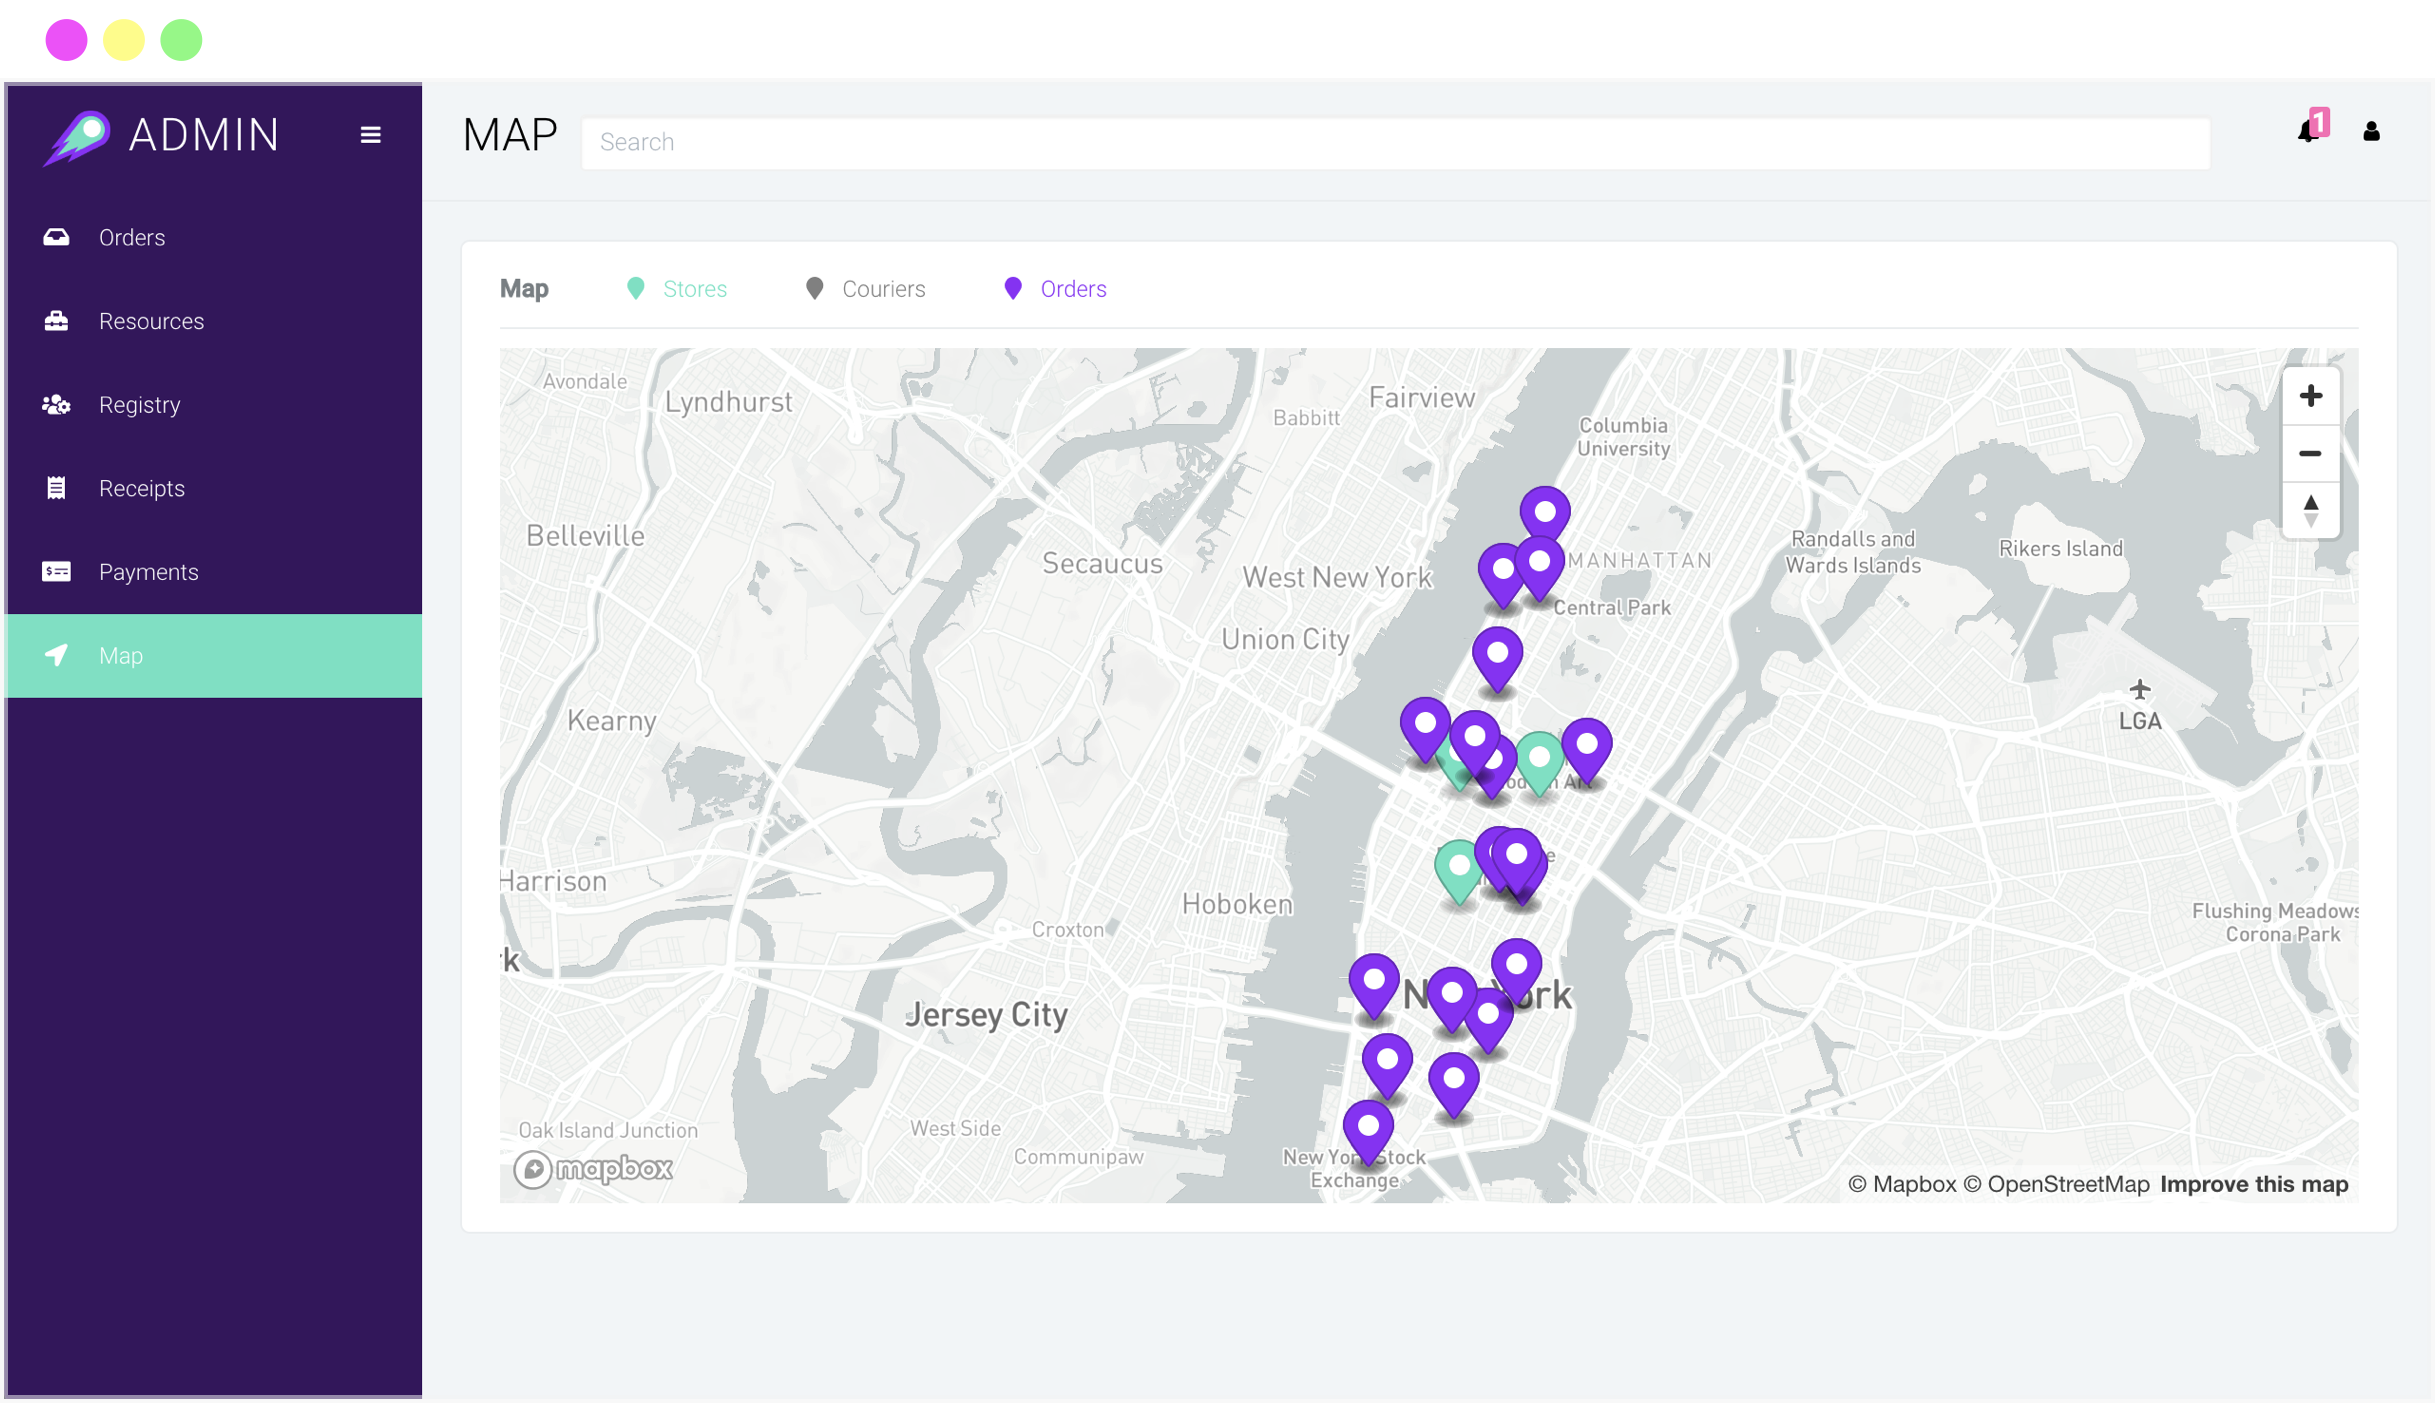 ADMIN
MAP
Search
1
Orders
Resources
Registry
Receipts
Payments
Map
Map
Stores
Couriers
Orders
Avondale
Lyndhurst
Fairview
Babbitt
Columbia
University
Belleville
Secaucus
West New York
MANHATTAN
Randalls and
Wards Islands
Rikers Island
Central Park
Union City
Kearny
LGA
Harrison
Hoboken
Croxton
Flushing Meadows
Corona Park
Jersey City
New York
Oak Island Junction
West Side
Communipaw
New York Stock
Exchange
mapbox
© Mapbox © OpenStreetMap Improve this map